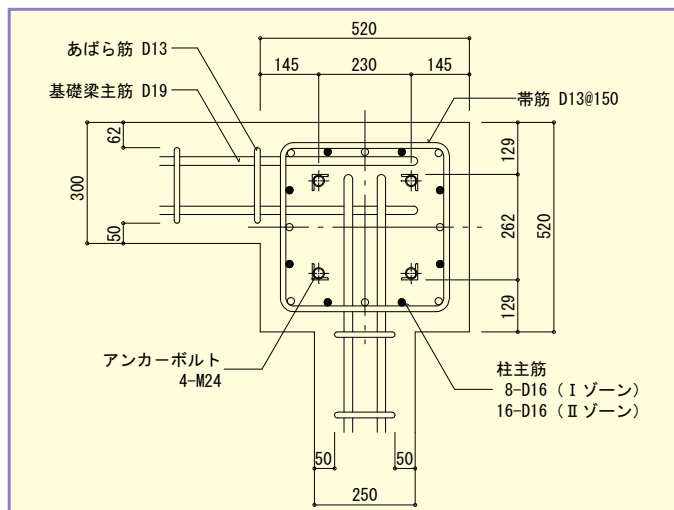 520
あばら筋 D13
145 230 145
基礎梁主筋 D19
帯筋 D13@150
62
129
300
262 520
50
129
アンカーボルト
4-M24
柱主筋
8-D16 (Ⅰゾーン)
16-D16 (Ⅱゾーン)
50 50
250